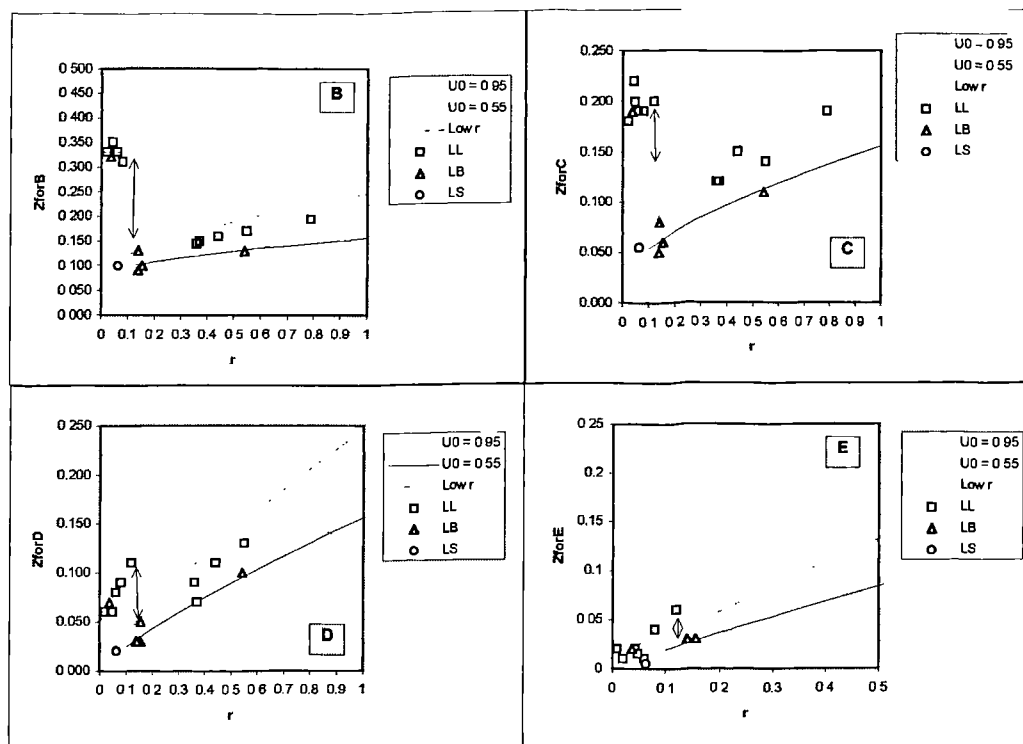 B
0 500
0.450
0 400
0.350
0 300
0.250
0 200
0.150
0.100
0 050
0.000
ZforB
0 0 1 0 2 0.3 0.4 0.5 0.6 0.7 0.8 0 9 1
r
U0 = 0 95
U0 = 0.55
Low r
LL
LB
LS
C
0.250
0.200
0.150
0.100
0.050
0.000
ZforC
0 0 1 0 2 0 3 0 4 0 5 0 6 0 7 0 8 0 9 1
r
U0 – 0 95
U0 = 0 55
Low r
LL
LB
LS
D
0.250
0.200
0.150
0.100
0.050
0.000
ZforD
0 0 1 0 2 0 3 0 4 0 5 0 6 0 7 0 8 0 9 1
r
U0 = 0 95
U0 = 0 55
Low r
LL
LB
LS
E
0 25
0 2
0 15
0 1
0 05
0
ZforE
0 0 1 0 2 0 3 0 4 0 5
r
U0 = 0 95
U0 = 0 55
Low r
LL
LB
LS